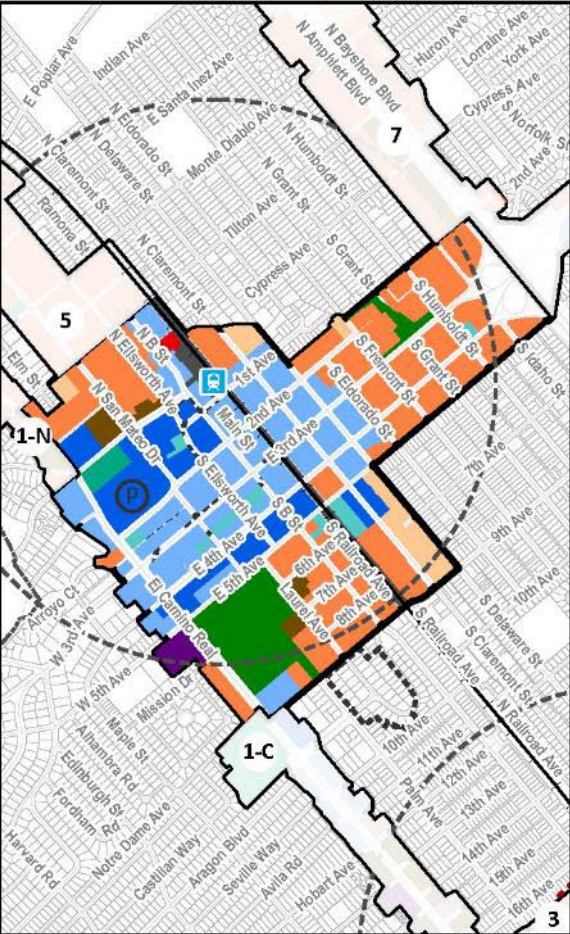 E Poplar Ave
Indian Ave
N Bayshore Blvd
N Amphlett Blvd
Huron Ave
Lorraine Ave
York Ave
Cypress Ave
S Norfolk St
2nd Ave
7
E Santa Inez Ave
N Eldorado St
N Delaware St
N Claremont St
Monte Diablo Ave
N Humboldt St
N Grant St
Tilton Ave
Ramona St
N Claremont St
Cypress Ave
S Grant St
5
S Humboldt St
N B St
N Ellsworth Ave
1st Ave
S Fremont St
S Grant St
S Idaho St
Elm St
N San Mateo Dr
Main St
2nd Ave
S Eldorado St
E 3rd Ave
1-N
7th Ave
P
S Ellsworth Ave
S B St
S Railroad Ave
9th Ave
E 4th Ave
E 5th Ave
6th Ave
7th Ave
8th Ave
Laurel Ave
10th Ave
El Camino Real
Arroyo Ct
W 3rd Ave
S Delaware St
S Claremont St
S Railroad Ave
W 5th Ave
Mission Dr
N Railroad Ave
1-C
10th Ave
11th Ave
12th Ave
13th Ave
Palm Ave
14th Ave
15th Ave
16th Ave
Maple St
Alhambra Rd
Edinburgh St
Fordham Rd
Notre Dame Ave
Harvard Rd
Castilian Way
Aragon Blvd
Seville Way
Avila Rd
Hobart Ave
3